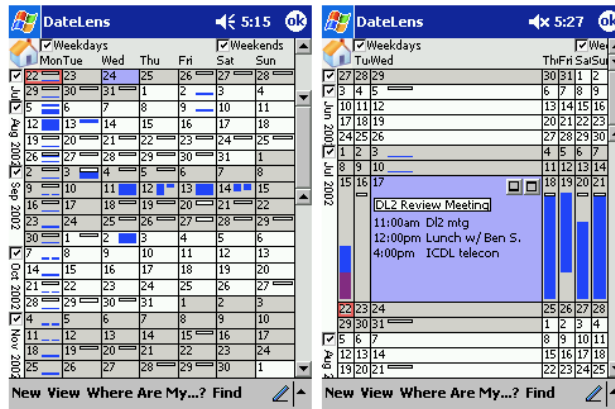 DateLens 5:15 ok
Weekdays Weekends
Mon Tue Wed Thu Fri Sat Sun
22 23 24 25 26 27 28
29 30 31 1 2 3 4
5 6 7 8 9 10 11
12 13 14 15 16 17 18
19 20 21 22 23 24 25
26 27 28 29 30 31 1
2 3 4 5 6 7 8
9 10 11 12 13 14 15
16 17 18 19 20 21 22
23 24 25 26 27 28 29
30 1 2 3 4 5 6
7 8 9 10 11 12 13
14 15 16 17 18 19 20
21 22 23 24 25 26 27
28 29 30 31 1 2 3
4 5 6 7 8 9 10
11 12 13 14 15 16 17
18 19 20 21 22 23 24
25 26 27 28 29 30 1
Jul
Aug 2002
Sep 2002
Oct 2002
Nov 2002
New View Where Are My...? Find
DateLens 5:27 ok
Weekdays
Wed Fri
27 28 29 30 31 1 2
3 4 5 6 7 8 9
10 11 12 13 14 15 16
17 18 19 20 21 22 23
24 25 26 27 28 29 30
1 2 3 4 5 6 7
8 9 10 11 12 13 14
15 16 17 18 19 20 21
DL2 Review Meeting
11:00am Dl2 mtg
12:00pm Lunch w/ Ben S.
4:00pm ICDL telecon
22 23 24 25 26 27 28
29 30 31 1 2 3 4
5 6 7 8 9 10 11
12 13 14 15 16 17 18
19 20 21 22 23 24 25
Jun
Jul 2002
Aug
New View Where Are My...? Find